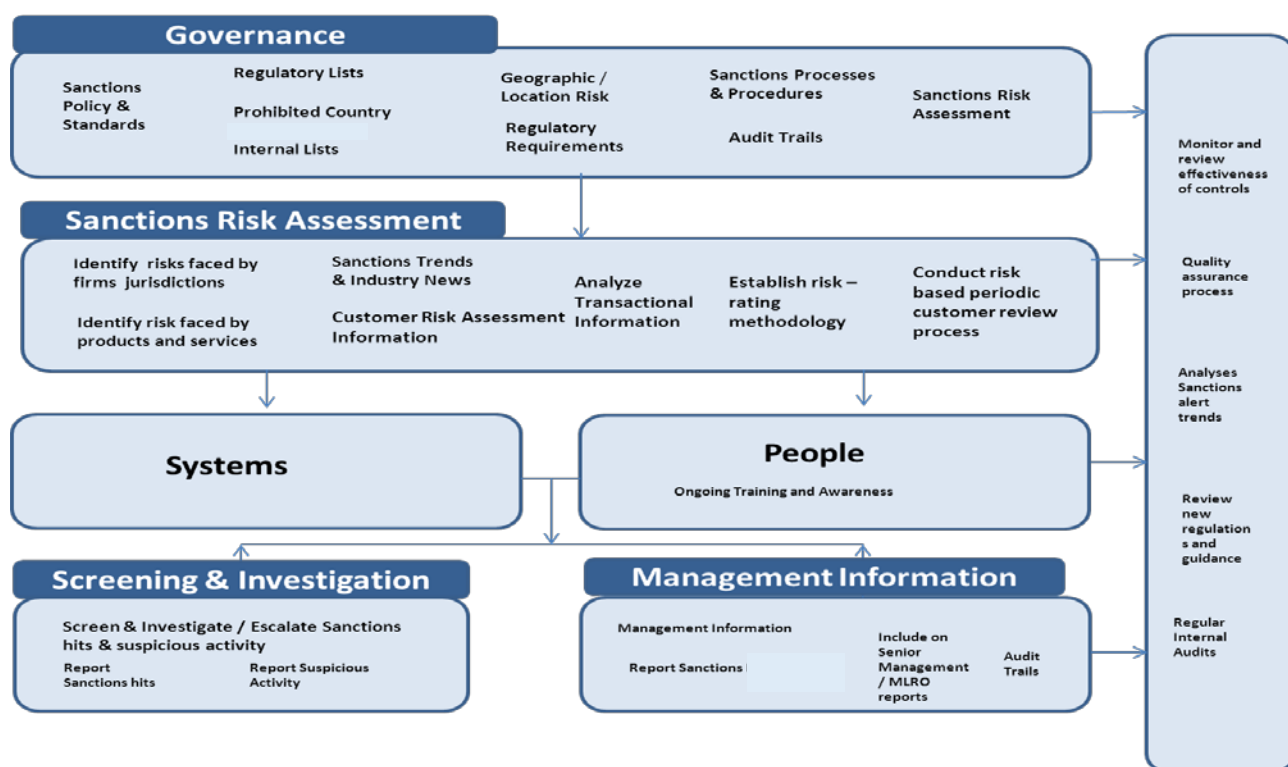 Governance
Sanctions
Policy &
Standards
Regulatory Lists
Prohibited Country
Internal Lists
Geographic /
Location Risk
Regulatory
Requirements
Sanctions Processes
& Procedures
Audit Trails
Sanctions Risk
Assessment
Sanctions Risk Assessment
Identify risks faced by
firms jurisdictions
Identify risk faced by
products and services
Sanctions Trends
& Industry News
Customer Risk Assessment
Information
Analyze
Transactional
Information
Establish risk –
rating
methodology
Conduct risk
based periodic
customer review
process
Systems
People
Ongoing Training and Awareness
Screening & Investigation
Screen & Investigate / Escalate Sanctions
hits & suspicious activity
Report
Sanctions hits
Report Suspicious
Activity
Management Information
Management Information
Report Sanctions
Include on
Senior
Management
/ MLRO
reports
Audit
Trails
Monitor and
review
effectiveness
of controls
Quality
assurance
process
Analyses
Sanctions
alert
trends
Review
new
regulation
s and
guidance
Regular
Internal
Audits